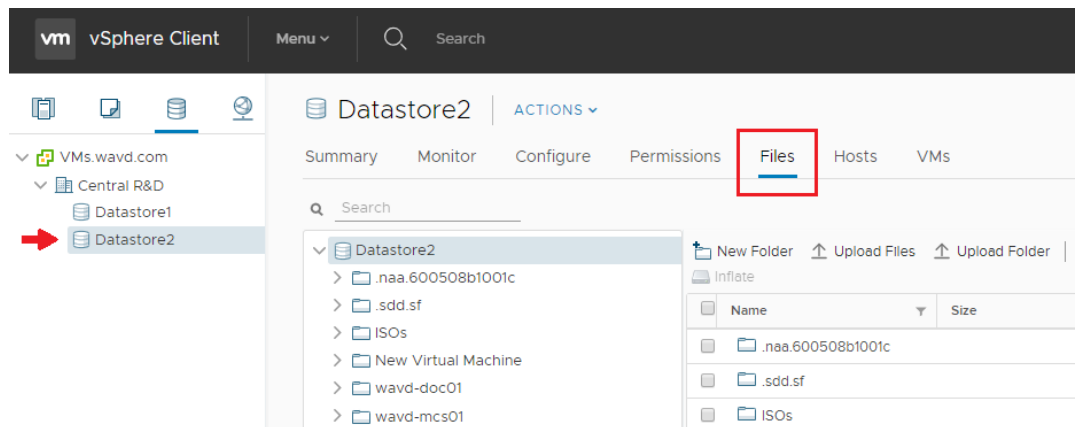 vm vSphere Client Menu Search
Datastore2 ACTIONS
Summary Monitor Configure Permissions Files Hosts VMs
VMs.wavd.com
Central R&D
Datastore1
Datastore2
Search
Datastore2
.naa.600508b1001c
.sdd.sf
ISOs
New Virtual Machine
wavd-doc01
wavd-mcs01
New Folder Upload Files Upload Folder
Inflate
Name Size
.naa.600508b1001c
.sdd.sf
ISOs